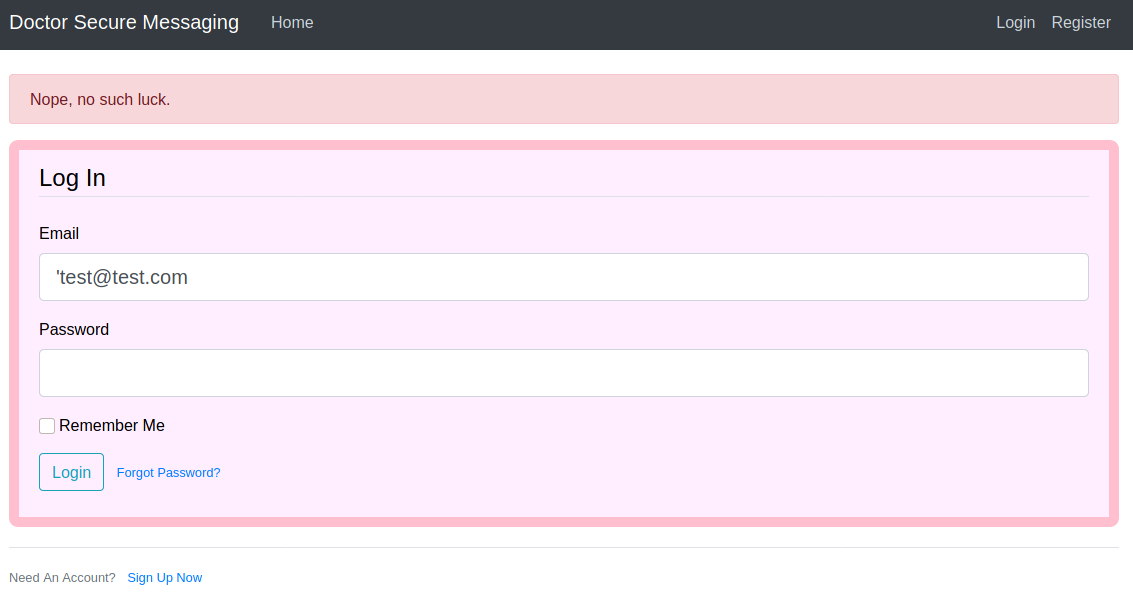 Doctor Secure Messaging Home Login Register
Nope, no such luck.
Log In
Email
'test@test.com
Password
Remember Me
Login Forgot Password?
Need An Account? Sign Up Now